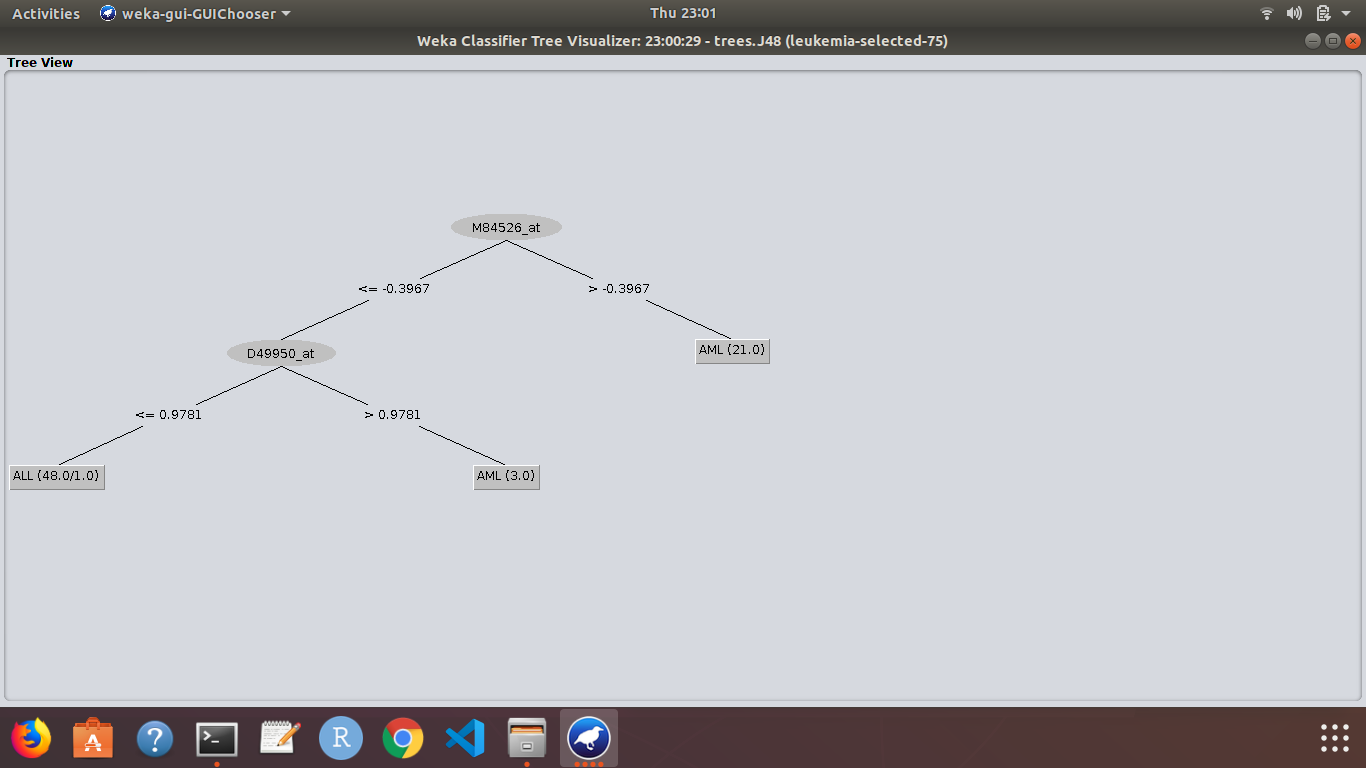 Activities weka-gui-GUIChooser Thu 23:01
Weka Classifier Tree Visualizer: 23:00:29 - trees.J48 (leukemia-selected-75)
Tree View
M84526_at
<= -0.3967 > -0.3967
D49950_at AML (21.0)
<= 0.9781 > 0.9781
ALL (48.0/1.0) AML (3.0)
A ? >_ R